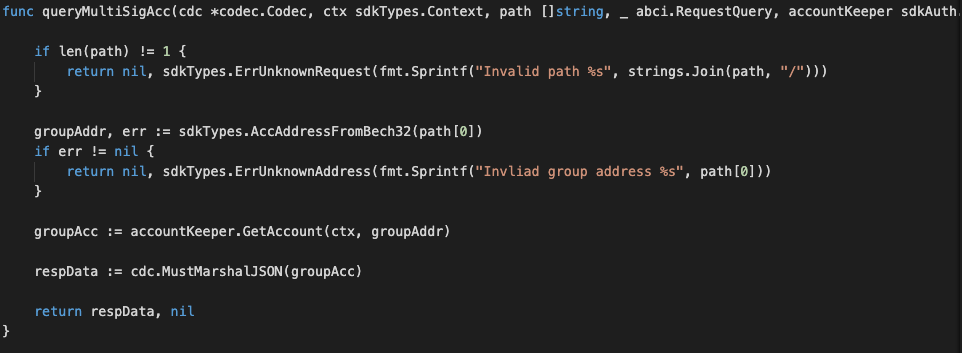 func queryMultiSigAcc(cdc *codec.Codec, ctx sdkTypes.Context, path []string, _ abci.RequestQuery, accountKeeper sdkAuth.
if len(path) != 1 {
return nil, sdkTypes.ErrUnknownRequest(fmt.Sprintf("Invalid path %s", strings.Join(path, "/")))
}
groupAddr, err := sdkTypes.AccAddressFromBech32(path[0])
if err != nil {
return nil, sdkTypes.ErrUnknownAddress(fmt.Sprintf("Invliad group address %s", path[0]))
}
groupAcc := accountKeeper.GetAccount(ctx, groupAddr)
respData := cdc.MustMarshalJSON(groupAcc)
return respData, nil
}